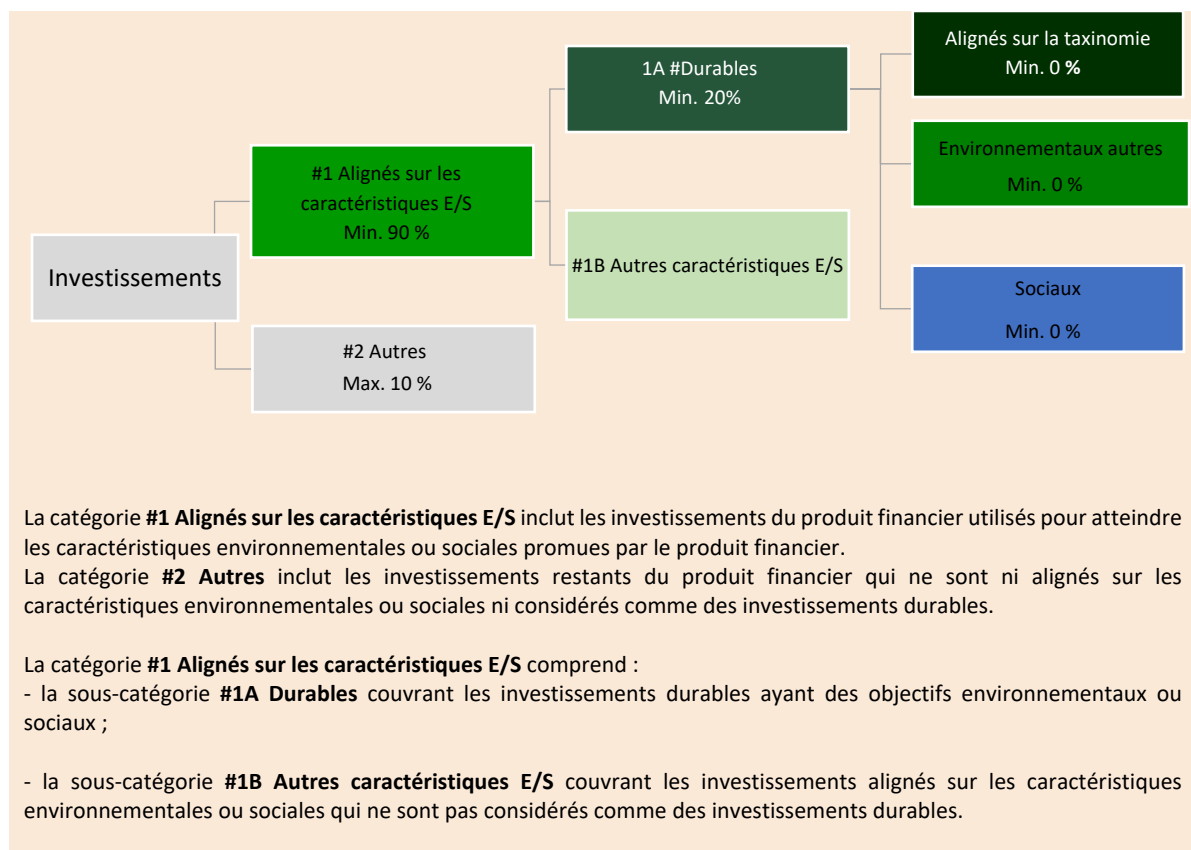 Investissements
#1 Alignés sur les
caractéristiques E/S
Min. 90 %
#2 Autres
Max. 10 %
1A #Durables
Min. 20%
#1B Autres caractéristiques E/S
Alignés sur la taxinomie
Min. 0 %
Environnementaux autres
Min. 0 %
Sociaux
Min. 0 %
La catégorie #1 Alignés sur les caractéristiques E/S inclut les investissements du produit financier utilisés pour atteindre
les caractéristiques environnementales ou sociales promues par le produit financier.
La catégorie #2 Autres inclut les investissements restants du produit financier qui ne sont ni alignés sur les
caractéristiques environnementales ou sociales ni considérés comme des investissements durables.
La catégorie #1 Alignés sur les caractéristiques E/S comprend :
- la sous-catégorie #1A Durables couvrant les investissements durables ayant des objectifs environnementaux ou
sociaux ;
- la sous-catégorie #1B Autres caractéristiques E/S couvrant les investissements alignés sur les caractéristiques
environnementales ou sociales qui ne sont pas considérés comme des investissements durables.